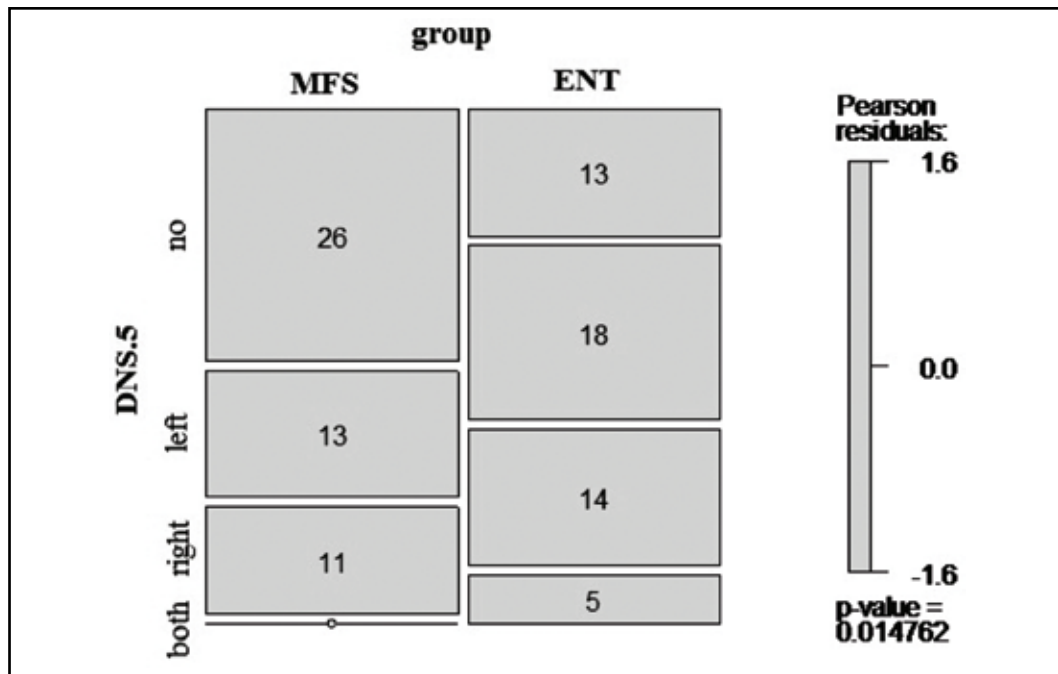 group
MFS ENT
DNS.5
no
left
right
both
26
13
11
13
18
14
5
Pearson
residuals:
1.6
0.0
-1.6
p-value =
0.014762